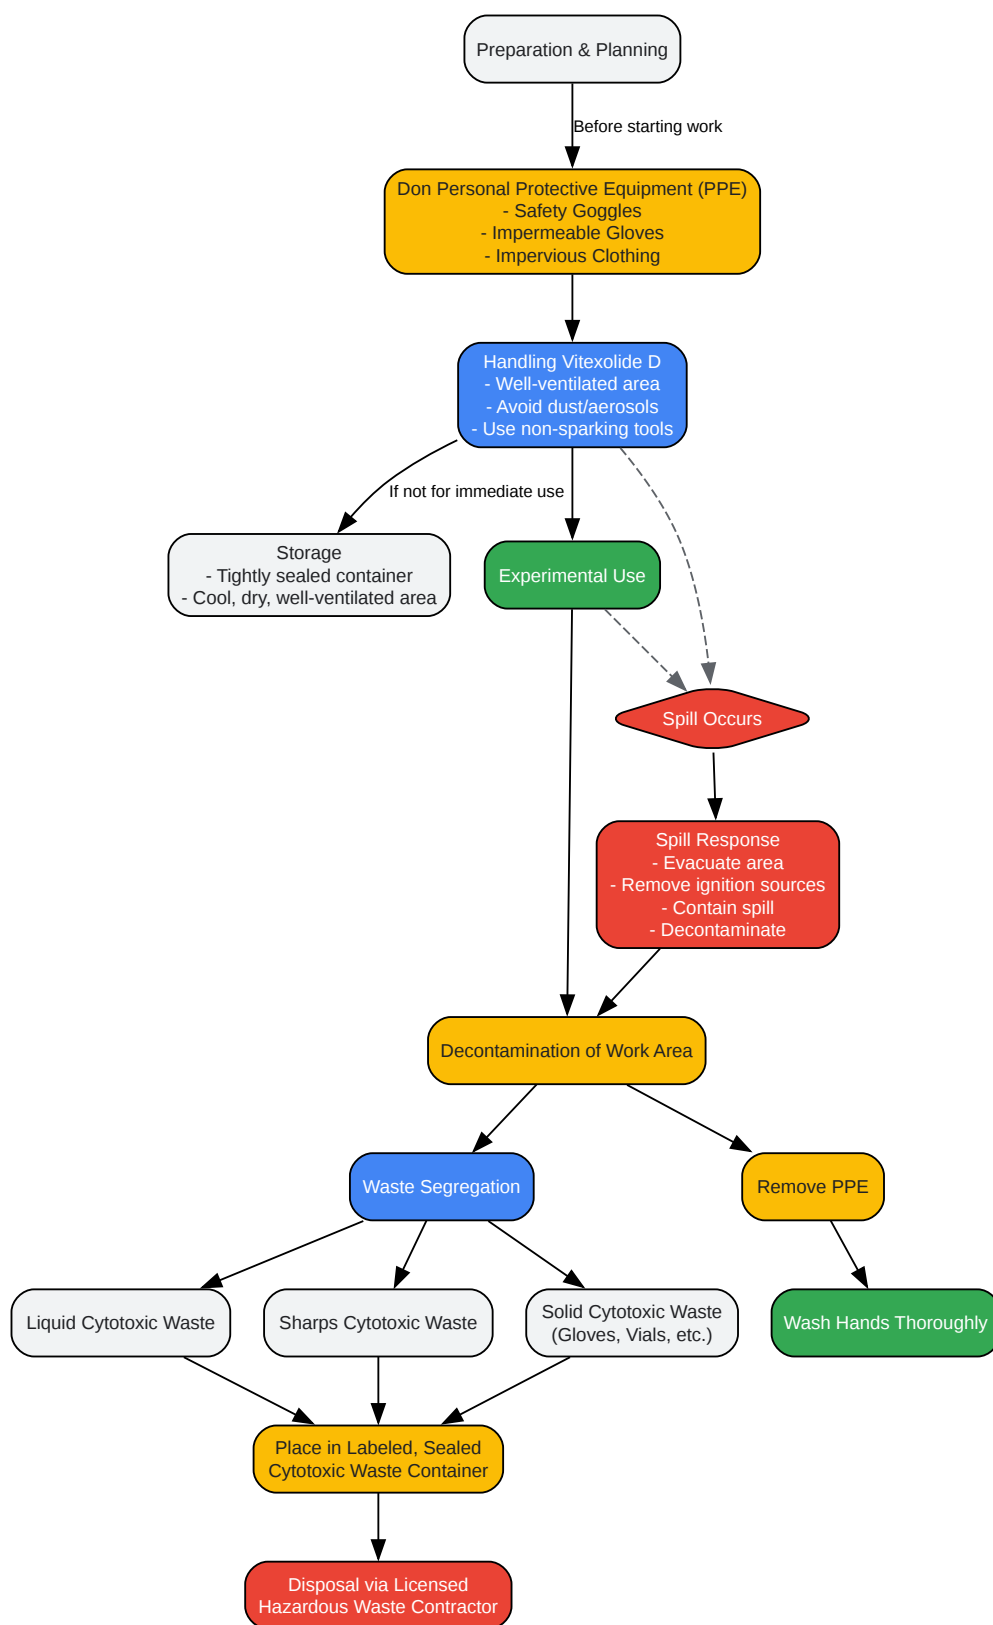 Preparation & Planning
Before starting work
Don Personal Protective Equipment (PPE)
- Safety Goggles
- Impermeable Gloves
- Impervious Clothing
Handling Vitexolide D
- Well-ventilated area
- Avoid dust/aerosols
- Use non-sparking tools
If not for immediate use
Storage
- Tightly sealed container
- Cool, dry, well-ventilated area
Experimental Use
Spill Occurs
Spill Response
- Evacuate area
- Remove ignition sources
- Contain spill
- Decontaminate
Decontamination of Work Area
Waste Segregation
Remove PPE
Liquid Cytotoxic Waste
Sharps Cytotoxic Waste
Solid Cytotoxic Waste
(Gloves, Vials, etc.)
Wash Hands Thoroughly
Place in Labeled, Sealed
Cytotoxic Waste Container
Disposal via Licensed
Hazardous Waste Contractor